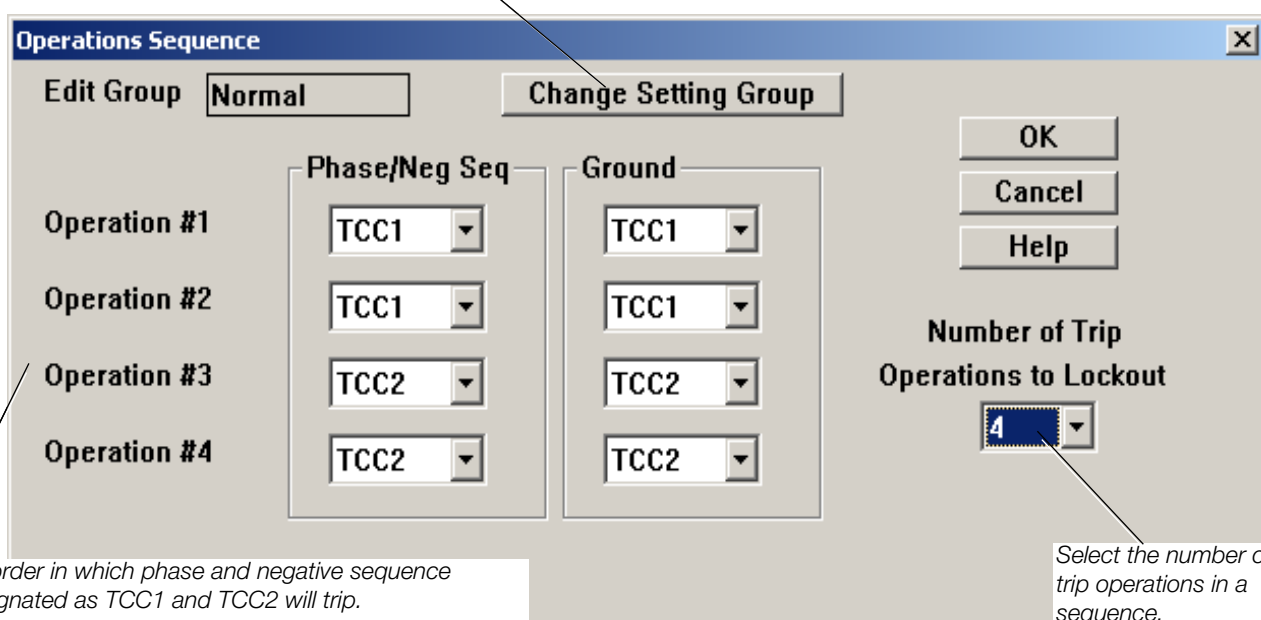 Operations Sequence
Edit Group Normal Change Setting Group
OK
Cancel
Help
Phase/Neg Seq Ground
Operation #1 TCC1 TCC1
Operation #2 TCC1 TCC1
Operation #3 TCC2 TCC2
Operation #4 TCC2 TCC2
Number of Trip
Operations to Lockout
4
order in which phase and negative sequence
gnated as TCC1 and TCC2 will trip.
Select the number
trip operations in a
sequence.